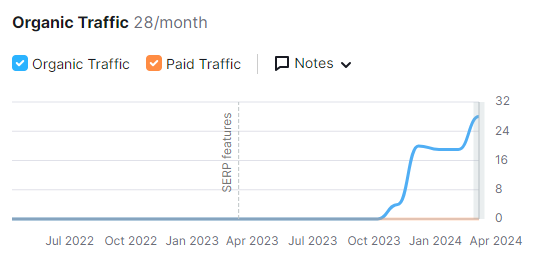 Organic Traffic 28/month
Organic Traffic Paid Traffic Notes
32
24
16
8
0
SERP features
Jul 2022 Oct 2022 Jan 2023 Apr 2023 Jul 2023 Oct 2023 Jan 2024 Apr 2024